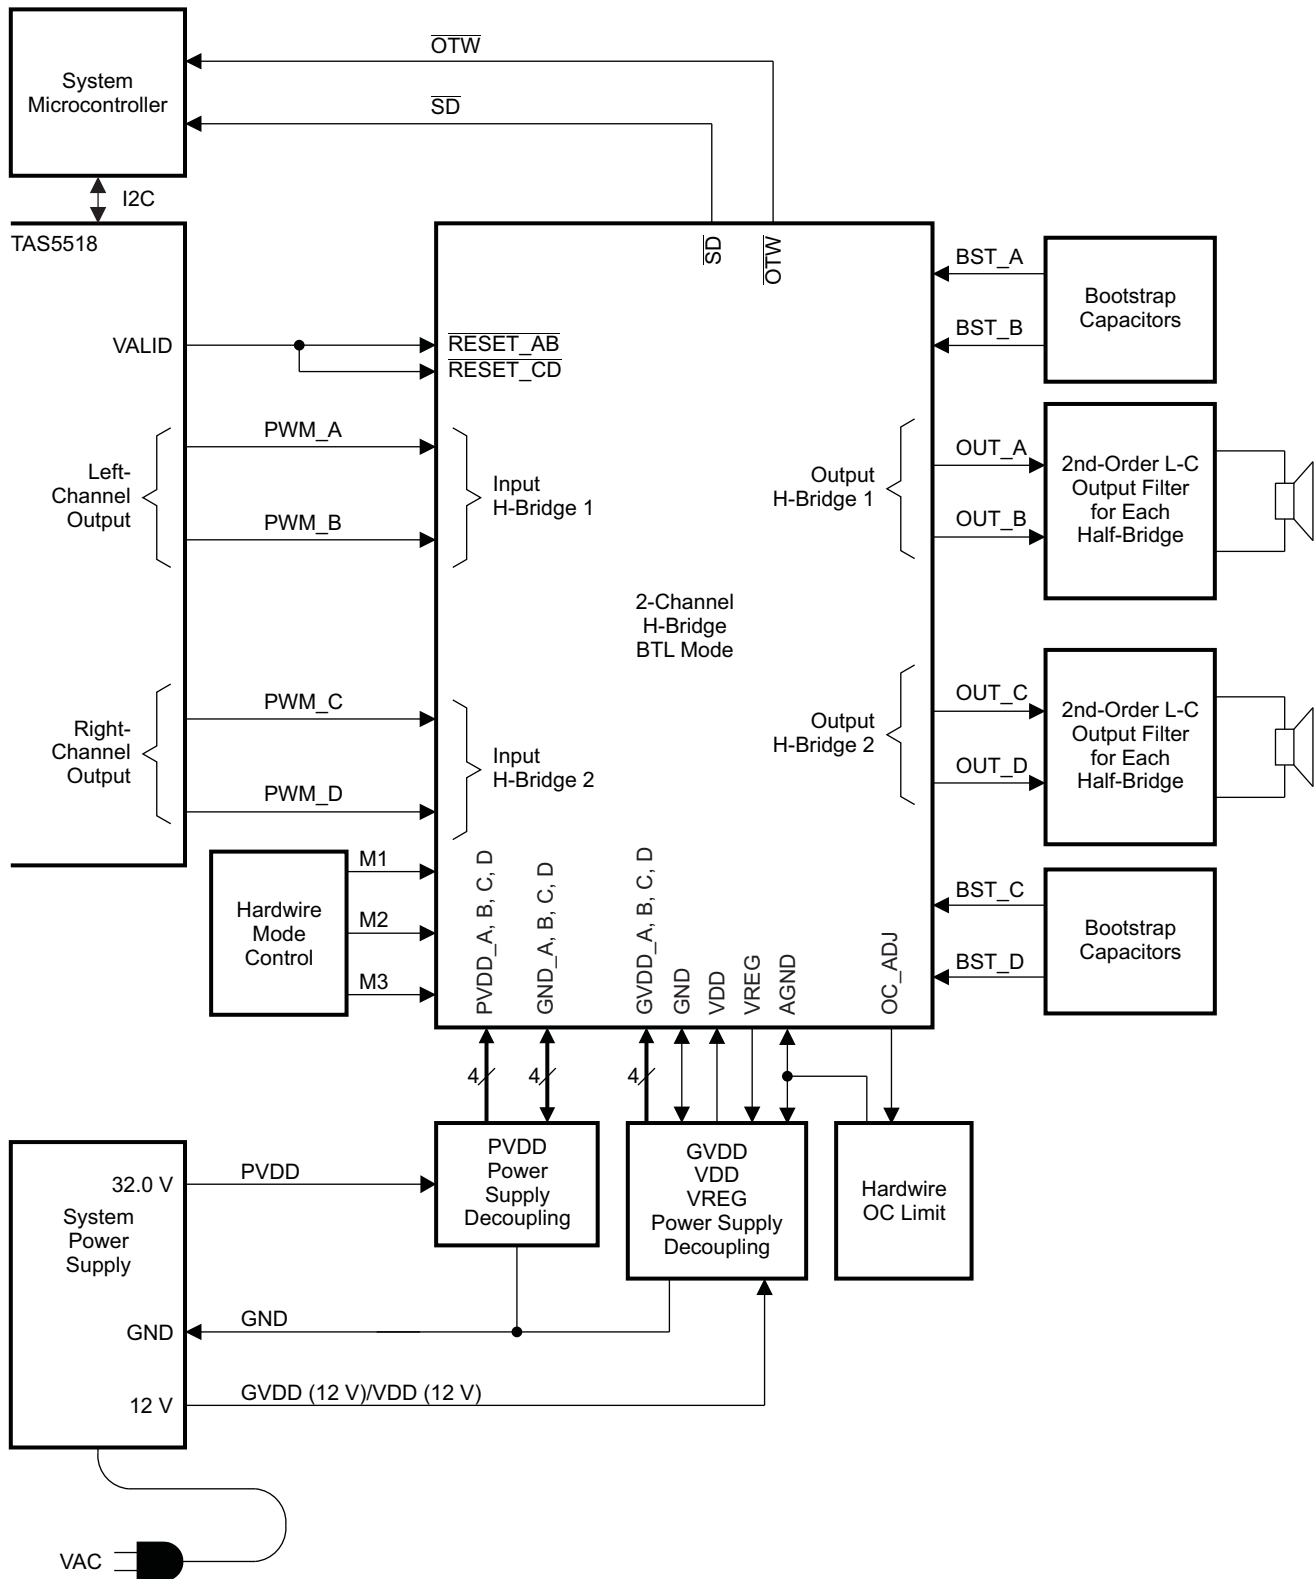 OTW
System
Microcontroller
SD
I2C
TAS5518
SD
OTW
BST_A
Bootstrap
Capacitors
BST_B
VALID
RESET_AB
RESET_CD
PWM_A
Left-
Channel
Output
Input
H-Bridge 1
PWM_B
Output
H-Bridge 1
OUT_A
OUT_B
2nd-Order L-C
Output Filter
for Each
Half-Bridge
2-Channel
H-Bridge
BTL Mode
PWM_C
Right-
Channel
Output
Input
H-Bridge 2
PWM_D
Output
H-Bridge 2
OUT_C
OUT_D
2nd-Order L-C
Output Filter
for Each
Half-Bridge
M1
Hardwire
Mode
Control
M2
M3
PVDD_A, B, C, D
GND_A, B, C, D
GVDD_A, B, C, D
GND
VDD
VREG
AGND
OC_ADJ
BST_C
Bootstrap
Capacitors
BST_D
4
4
4
PVDD
Power
Supply
Decoupling
GVDD
VDD
VREG
Power Supply
Decoupling
Hardwire
OC Limit
32.0 V
PVDD
System
Power
Supply
GND
GND
12 V
GVDD (12 V)/VDD (12 V)
VAC